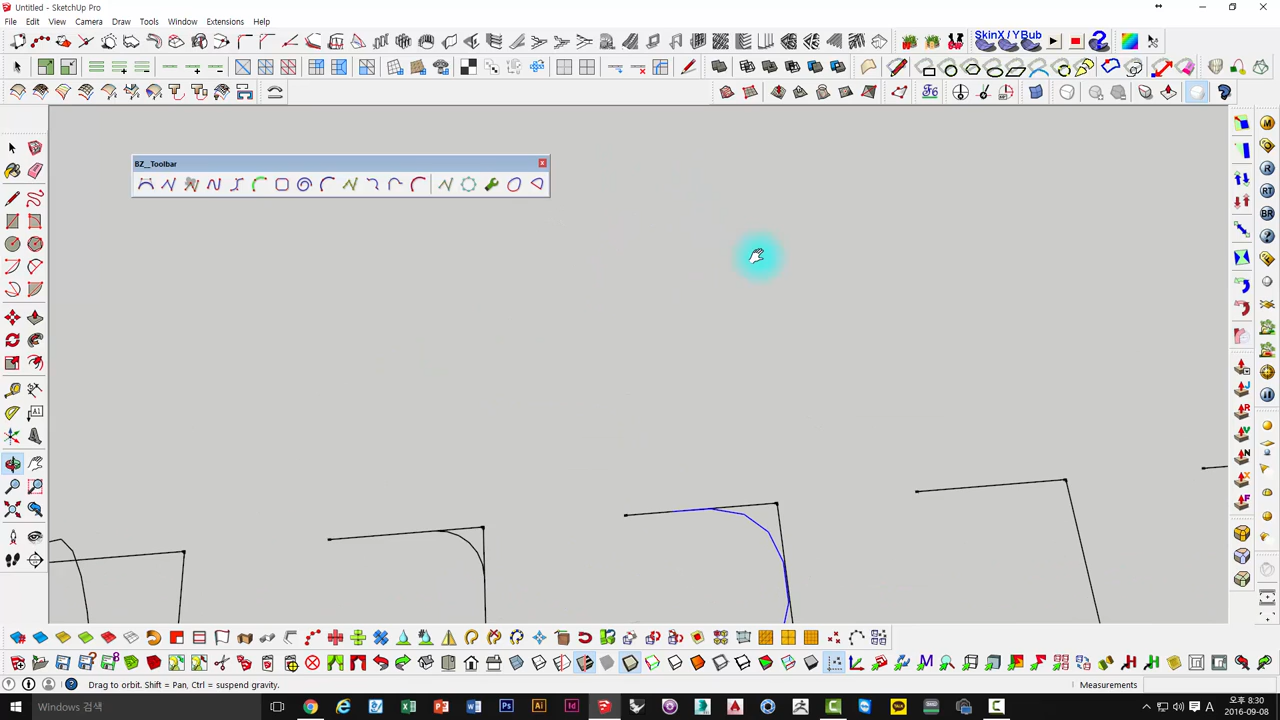 Untitled - SketchUp Pro
File Edit View Camera Draw Tools Window Extensions Help
SkinX / YBub
BZ__Toolbar
Drag to orbit. Shift = Pan, Ctrl = suspend gravity.
Measurements
Windows 검색
A
오후 8:30
2016-09-08